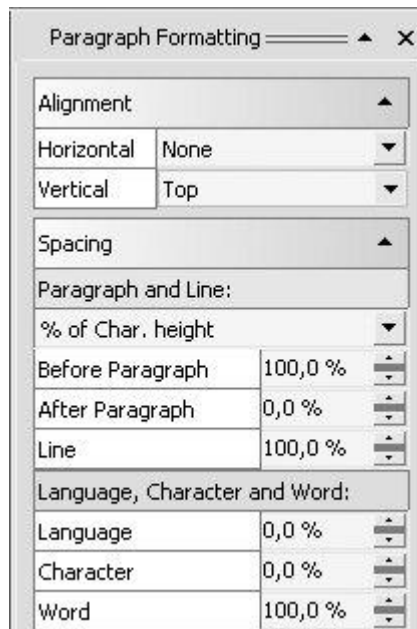 Paragraph Formatting
Alignment
Horizontal None
Vertical Top
Spacing
Paragraph and Line:
% of Char. height
Before Paragraph 100,0 %
After Paragraph 0,0 %
Line 100,0 %
Language, Character and Word:
Language 0,0 %
Character 0,0 %
Word 100,0 %